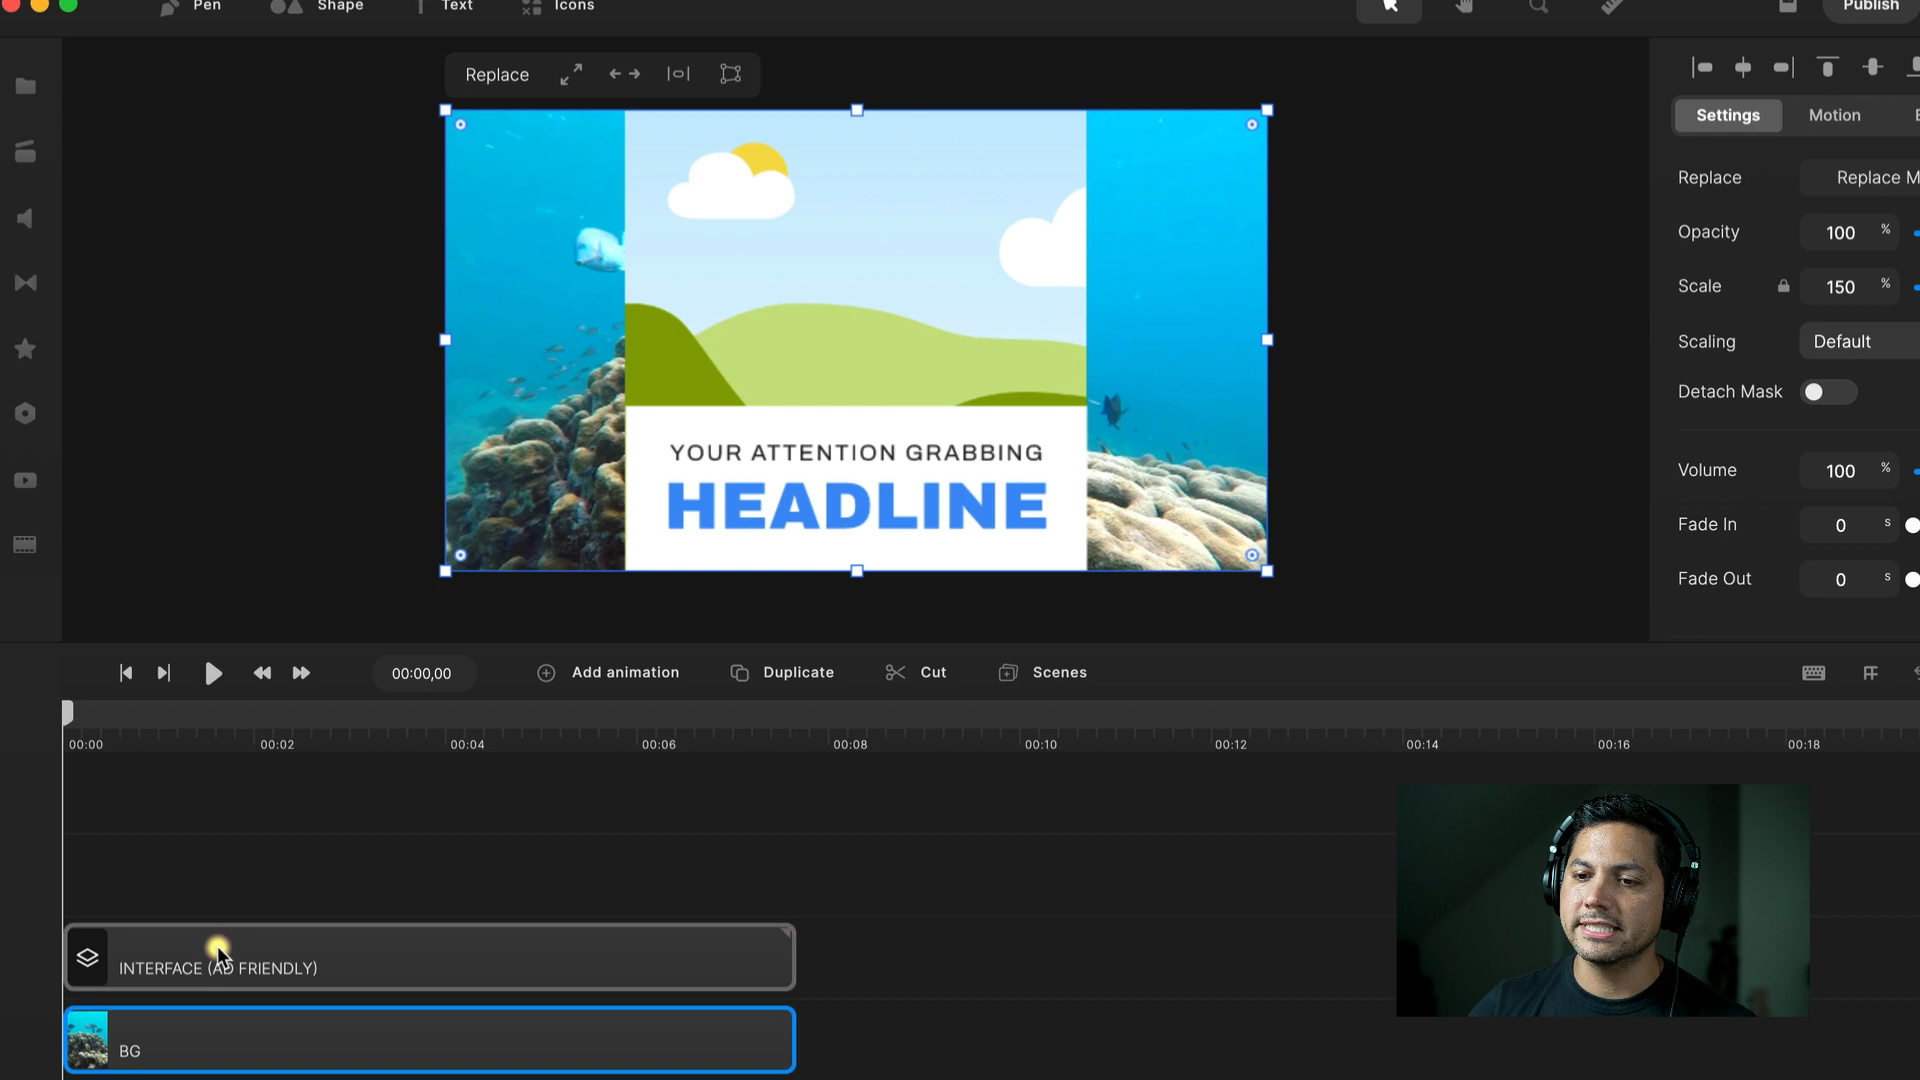 Pen
Shape
Text
Icons
Publish
Replace
Settings
Motion
Replace
Replace M
Opacity
100 %
Scale
150 %
Scaling
Default
Detach Mask
Volume
100 %
Fade In
0 s
Fade Out
0 s
YOUR ATTENTION GRABBING
HEADLINE
00:00,00
Add animation
Duplicate
Cut
Scenes
00:00
00:02
00:04
00:06
00:08
00:10
00:12
00:14
00:16
00:18
INTERFACE (AD FRIENDLY)
BG